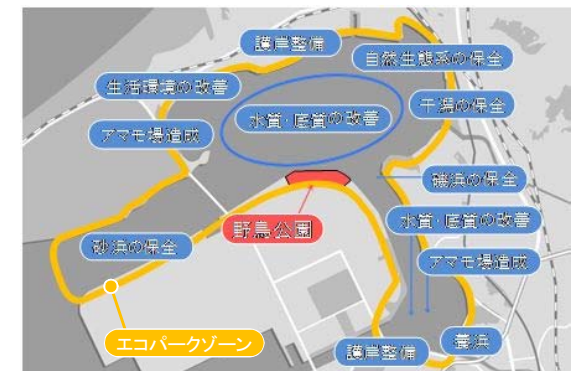 護岸整備
自然生態系の保全
生活環境の改善
干潟の保全
水質・底質の改善
アマモ場造成
磯浜の保全
野鳥公園
水質・底質の改善
砂浜の保全
アマモ場造成
エコパークゾーン
護岸整備
養浜